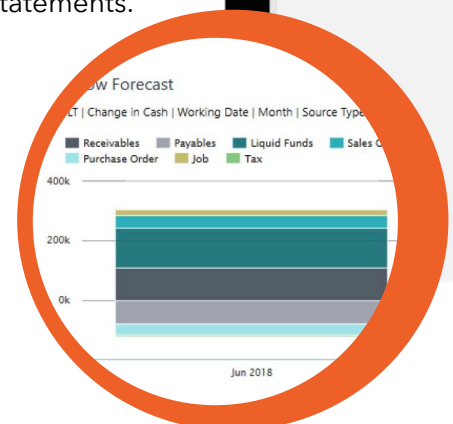 tatements.
ow Forecast
LT | Change in Cash | Working Date | Month | Source Type
Receivables Payables Liquid Funds Sales O
Purchase Order Job Tax
400k
200k
0k
Jun 2018